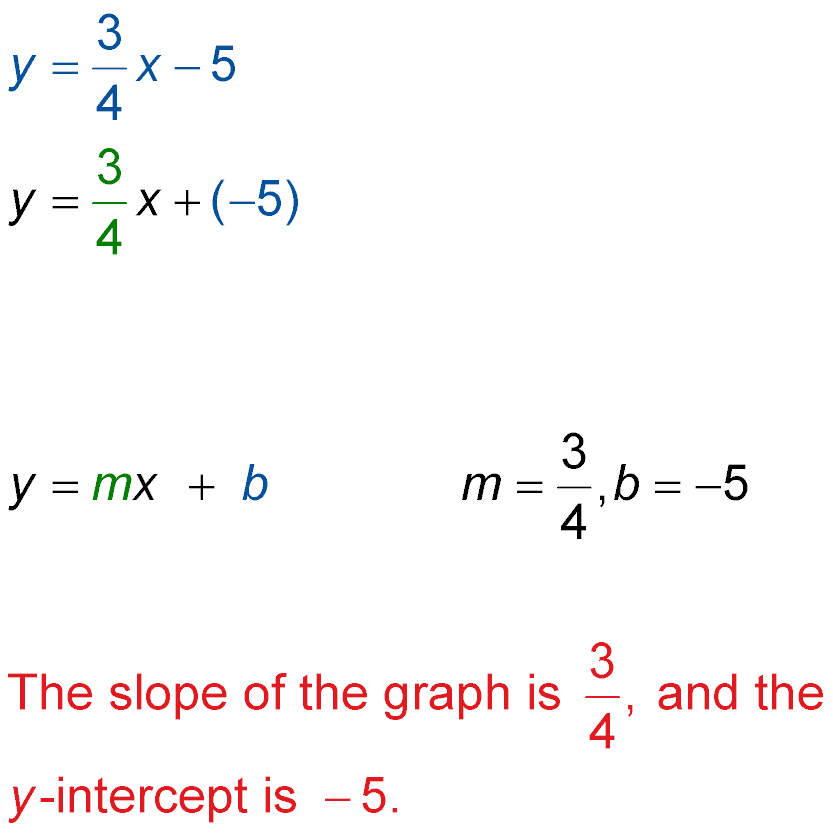 y = 3/4 x − 5
y = 3/4 x + (−5)
y = mx + b m = 3/4, b = −5
The slope of the graph is 3/4, and the
y-intercept is − 5.